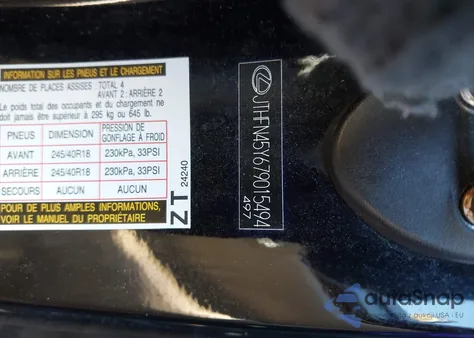 INFORMATION SUR LES PNEUS ET LE CHARGEMENT
NOMBRE DE PLACES ASSISES : TOTAL 4
AVANT 2 : ARRIÈRE 2
Le poids total des occupants et du chargement ne
doit jamais être supérieur à 295 kg ou 645 lb.
PNEUS DIMENSION PRESSION DE GONFLAGE À FROID
AVANT 245/40R18 230kPa, 33PSI
ARRIÈRE 245/40R18 230kPa, 33PSI
SECOURS AUCUN AUCUN
POUR DE PLUS AMPLES INFORMATIONS,
VOIR LE MANUEL DU PROPRIÉTAIRE
ZT 24240
JTHFN45Y679015494
497
autoSnap